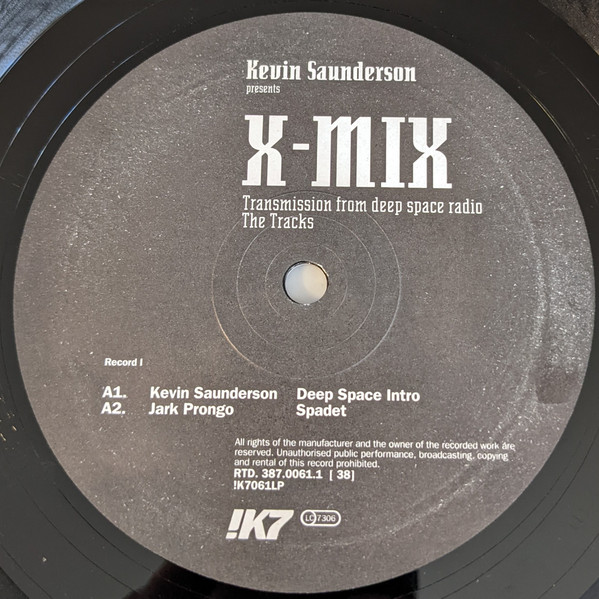 Kevin Saunderson
presents
X-MIX
Transmission from deep space radio
The Tracks
Record I
A1. Kevin Saunderson Deep Space Intro
A2. Jark Prongo Spadet
All rights of the manufacturer and the owner of the recorded work are
reserved. Unauthorised public performance, broadcasting, copying
and rental of this record prohibited.
RTD. 387.0061.1 [ 38]
!K7061LP
!K7 LC7306